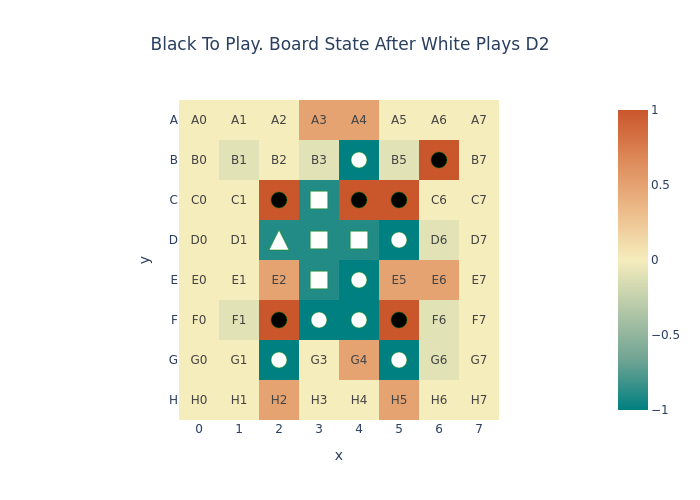 Black To Play. Board State After White Plays D2
A A0 A1 A2 A3 A4 A5 A6 A7
B B0 B1 B2 B3 B5 B7
C C0 C1 C6 C7
D D0 D1 D6 D7
E E0 E1 E2 E5 E6 E7
F F0 F1 F6 F7
G G0 G1 G3 G4 G6 G7
H H0 H1 H2 H3 H4 H5 H6 H7
0 1 2 3 4 5 6 7
x
y
1
0.5
0
−0.5
−1